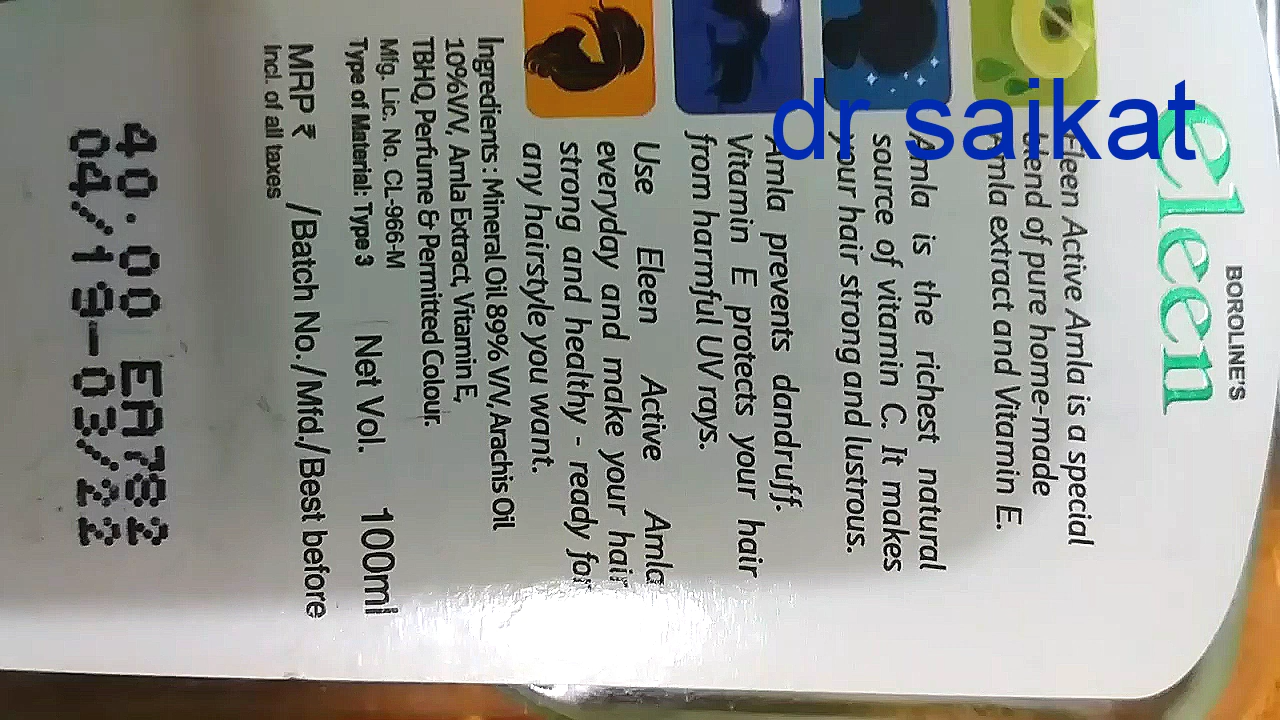 BOROLINE'S
eleen
dr saikat
Eleen Active Amla is a special
blend of pure home-made
Amla extract and Vitamin E.
Amla is the richest natural
source of vitamin C. It makes
your hair strong and lustrous.
Amla prevents dandruff.
Vitamin E protects your hair
from harmful UV rays.
Use Eleen Active Amla
everyday and make your hair
strong and healthy - ready for
any hairstyle you want.
Ingredients : Mineral Oil 89% V/V, Arachis Oil
10%V/V, Amla Extract, Vitamin E,
TBHQ, Perfume & Permitted Colour.
Mfg. Lic. No. CL-966-M
Type of Material: Type 3
Net Vol. 100ml
MRP ₹ /Batch No./Mfd./Best before
Incl. of all taxes
40.00 EA782
04/19-03/22